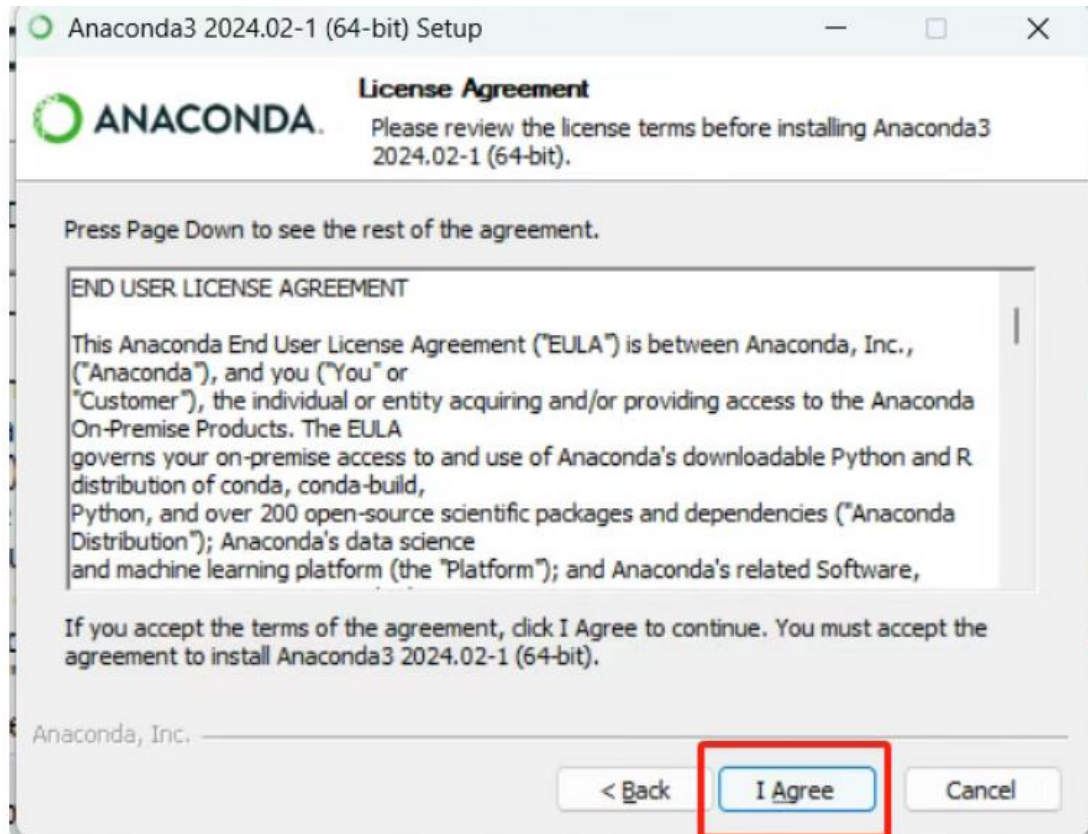 Anaconda3 2024.02-1 (64-bit) Setup
ANACONDA.
License Agreement
Please review the license terms before installing Anaconda3
2024.02-1 (64-bit).
Press Page Down to see the rest of the agreement.
END USER LICENSE AGREEMENT
This Anaconda End User License Agreement ("EULA") is between Anaconda, Inc.,
("Anaconda"), and you ("You" or
"Customer"), the individual or entity acquiring and/or providing access to the Anaconda
On-Premise Products. The EULA
governs your on-premise access to and use of Anaconda's downloadable Python and R
distribution of conda, conda-build,
Python, and over 200 open-source scientific packages and dependencies ("Anaconda
Distribution"); Anaconda's data science
and machine learning platform (the "Platform"); and Anaconda's related Software,
If you accept the terms of the agreement, click I Agree to continue. You must accept the
agreement to install Anaconda3 2024.02-1 (64-bit).
Anaconda, Inc.
< Back
I Agree
Cancel